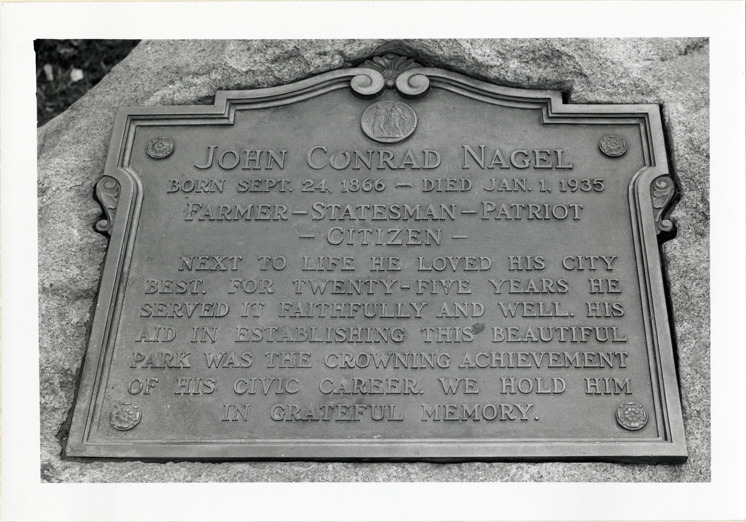 JOHN CONRAD NAGEL
BORN SEPT. 24, 1866 – DIED JAN. 1, 1935
FARMER – STATESMAN – PATRIOT
– CITIZEN –
NEXT TO LIFE HE LOVED HIS CITY
BEST. FOR TWENTY-FIVE YEARS HE
SERVED IT FAITHFULLY AND WELL. HIS
AID IN ESTABLISHING THIS BEAUTIFUL
PARK WAS THE CROWNING ACHIEVEMENT
OF HIS CIVIC CAREER. WE HOLD HIM
IN GRATEFUL MEMORY.